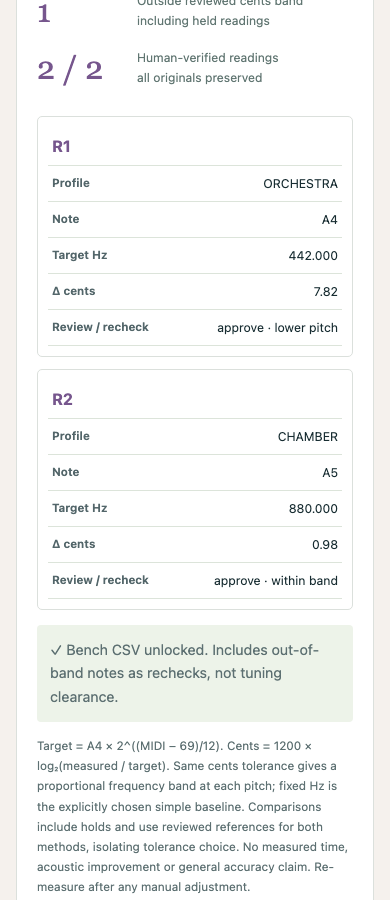 1
Outside reviewed cents band
including held readings
2 / 2
Human-verified readings
all originals preserved
R1
Profile ORCHESTRA
Note A4
Target Hz 442.000
Δ cents 7.82
Review / recheck approve · lower pitch
R2
Profile CHAMBER
Note A5
Target Hz 880.000
Δ cents 0.98
Review / recheck approve · within band
✓ Bench CSV unlocked. Includes out-of-
band notes as rechecks, not tuning
clearance.
Target = A4 × 2^((MIDI − 69)/12). Cents = 1200 ×
log₂(measured / target). Same cents tolerance gives a
proportional frequency band at each pitch; fixed Hz is
the explicitly chosen simple baseline. Comparisons
include holds and use reviewed references for both
methods, isolating tolerance choice. No measured time,
acoustic improvement or general accuracy claim. Re-
measure after any manual adjustment.